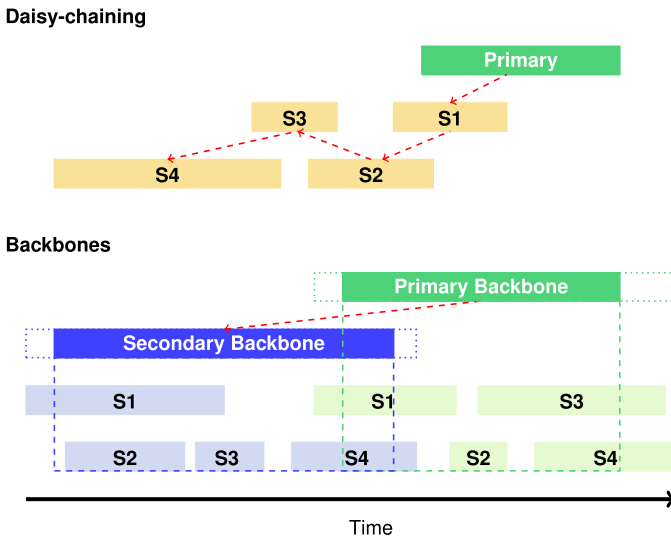 Daisy-chaining
Primary
S3 S1
S4 S2
Backbones
Primary Backbone
Secondary Backbone
S1 S1 S3
S2 S3 S4 S2 S4
Time